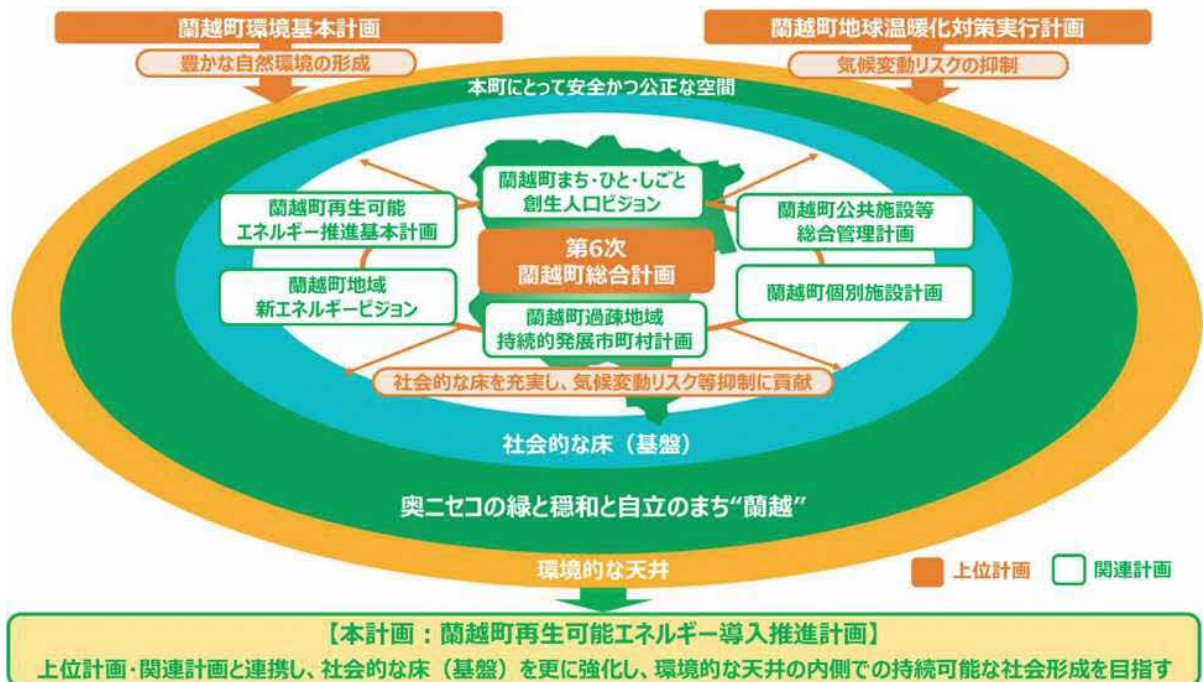 蘭越町環境基本計画
豊かな自然環境の形成
蘭越町地球温暖化対策実行計画
気候変動リスクの抑制
本町にとって安全かつ公正な空間
蘭越町まち・ひと・しごと
創生人口ビジョン
蘭越町再生可能
エネルギー推進基本計画
蘭越町公共施設等
総合管理計画
第6次
蘭越町総合計画
蘭越町地域
新エネルギービジョン
蘭越町個別施設計画
蘭越町過疎地域
持続的発展市町村計画
社会的な床を充実し、気候変動リスク等抑制に貢献
社会的な床（基盤）
奥ニセコの緑と穏和と自立のまち“蘭越”
環境的な天井
上位計画
関連計画
【本計画：蘭越町再生可能エネルギー導入推進計画】
上位計画・関連計画と連携し、社会的な床（基盤）を更に強化し、環境的な天井の内側での持続可能な社会形成を目指す